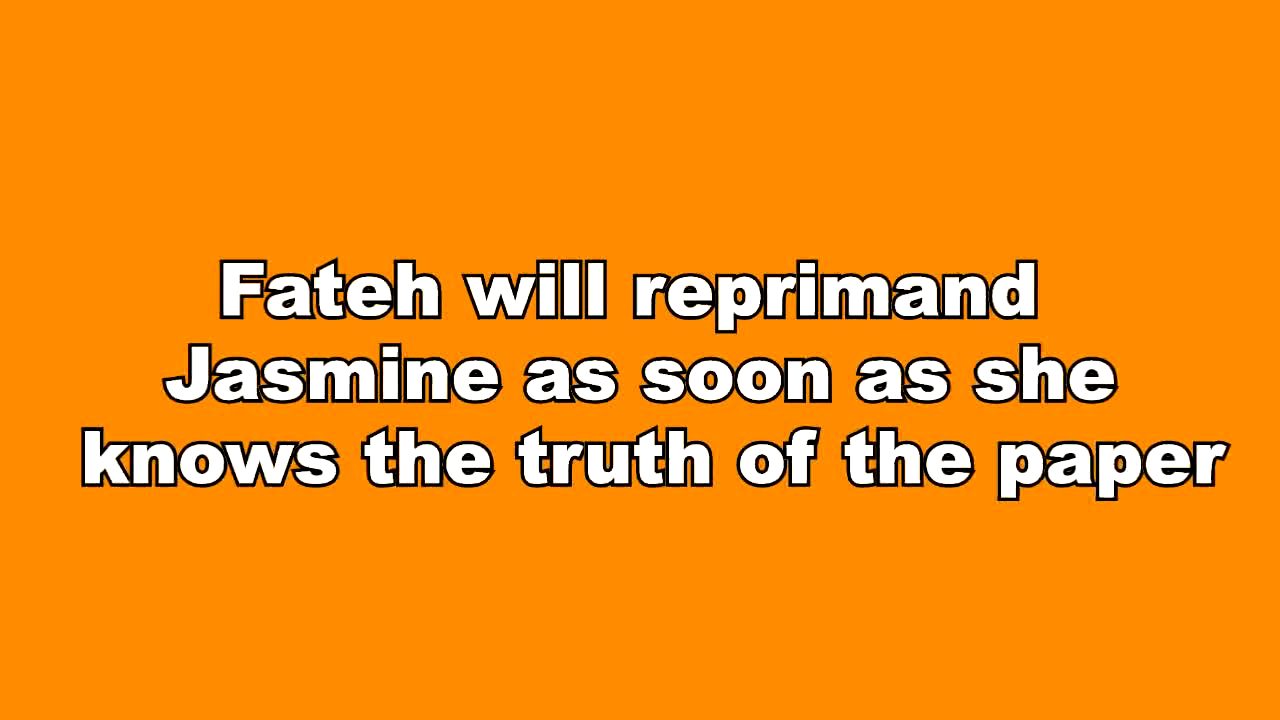 Fateh will reprimand
Jasmine as soon as she
knows the truth of the paper